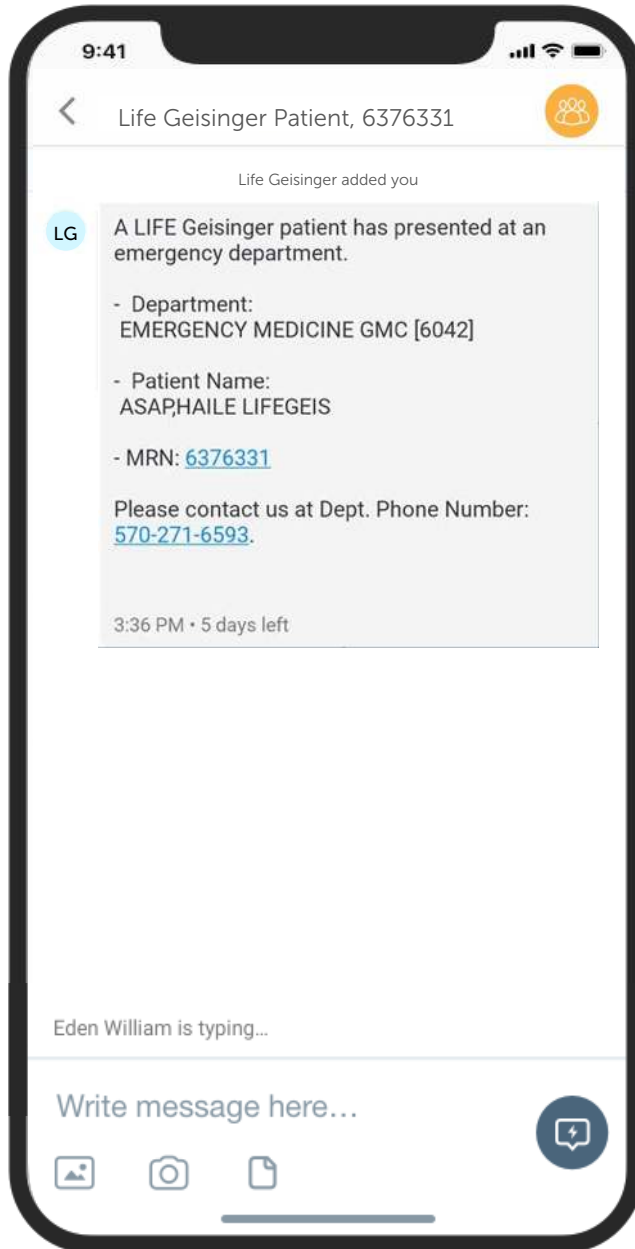 9:41
Life Geisinger Patient, 6376331
Life Geisinger added you
LG
A LIFE Geisinger patient has presented at an
emergency department.
- Department:
EMERGENCY MEDICINE GMC [6042]
- Patient Name:
ASAP,HAILE LIFEGEIS
- MRN: 6376331
Please contact us at Dept. Phone Number:
570-271-6593.
3:36 PM • 5 days left
Eden William is typing...
Write message here...